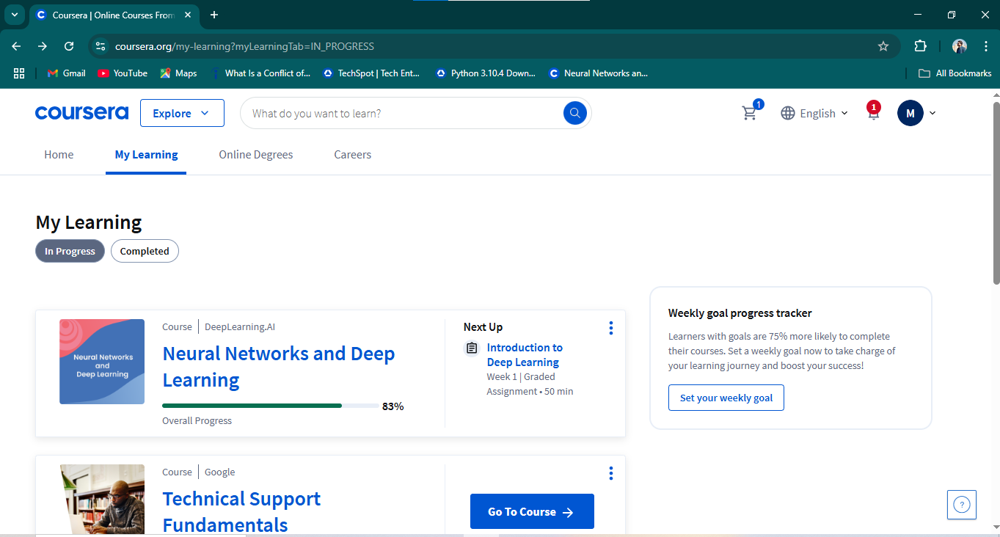 Coursera | Online Courses From
coursera.org/my-learning?myLearningTab=IN_PROGRESS
Gmail
YouTube
Maps
What Is a Conflict of...
TechSpot | Tech Ent...
Python 3.10.4 Down...
Neural Networks an...
All Bookmarks
coursera
Explore
What do you want to learn?
1
English
1
M
Home
My Learning
Online Degrees
Careers
My Learning
In Progress
Completed
Neural Networks
and
Deep Learning
Course | DeepLearning.AI
Neural Networks and Deep
Learning
83%
Overall Progress
Next Up
Introduction to
Deep Learning
Week 1 | Graded
Assignment • 50 min
Weekly goal progress tracker
Learners with goals are 75% more likely to complete
their courses. Set a weekly goal now to take charge of
your learning journey and boost your success!
Set your weekly goal
Course | Google
Technical Support
Fundamentals
Go To Course →
?